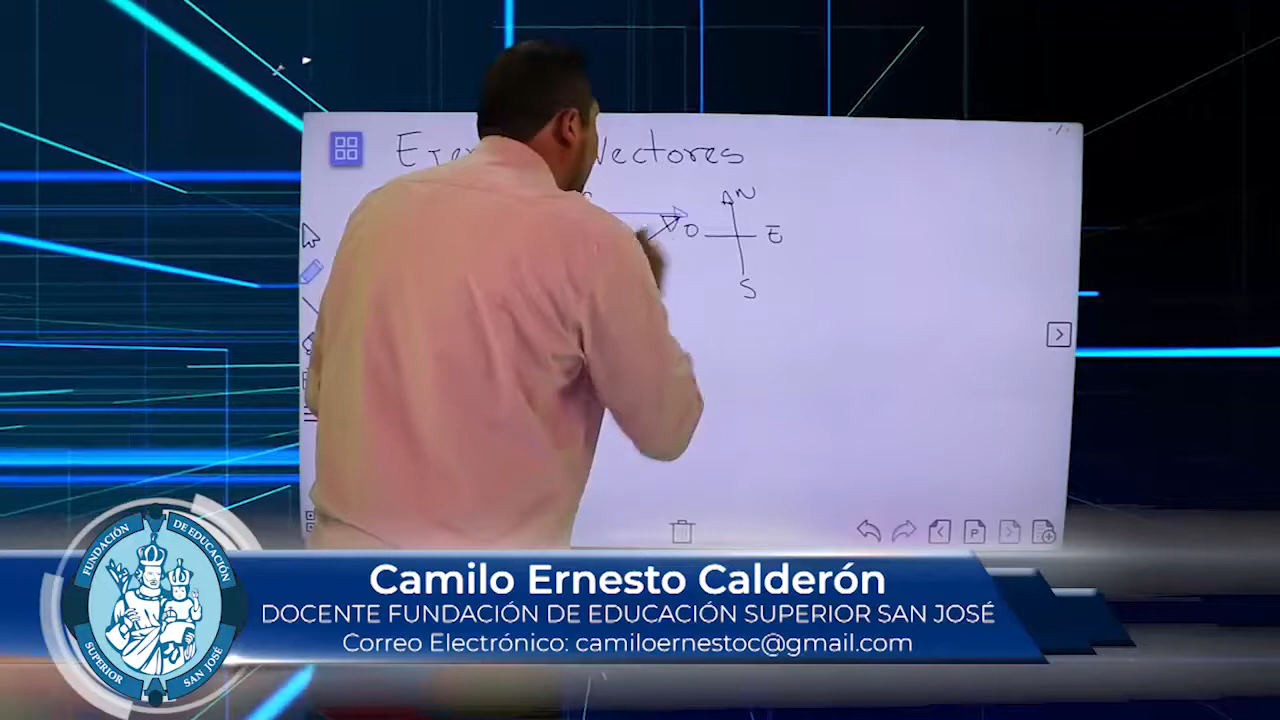 Vectores
N
O E
S
P
FUNDACIÓN DE EDUCACIÓN
SUPERIOR SAN JOSÉ
Camilo Ernesto Calderón
DOCENTE FUNDACIÓN DE EDUCACIÓN SUPERIOR SAN JOSÉ
Correo Electrónico: camiloernestoc@gmail.com